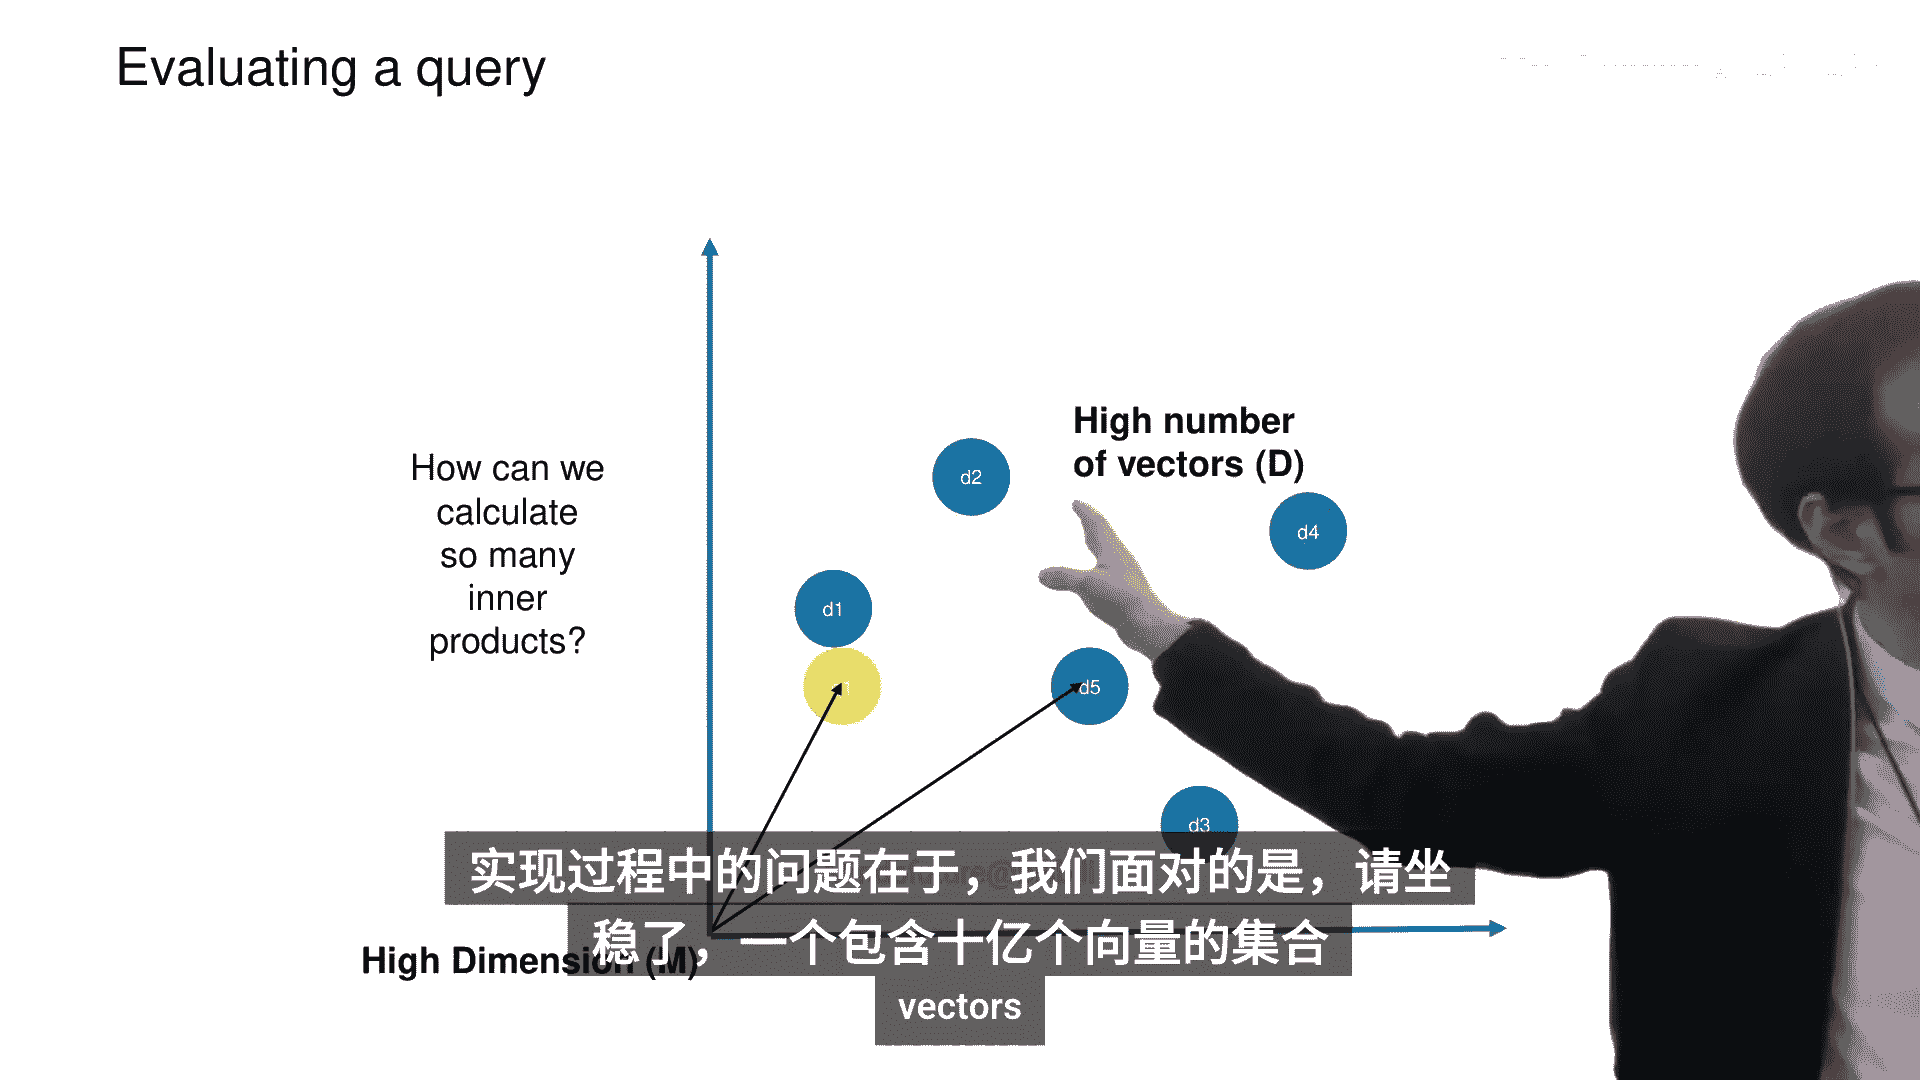 Evaluating a query
High number
of vectors (D)
How can we
calculate
so many
inner
products?
d2
d4
d1
d5
d3
实现过程中的问题在于，我们面对的是，请坐
稳了，一个包含十亿个向量的集合
High Dimension (M)
vectors